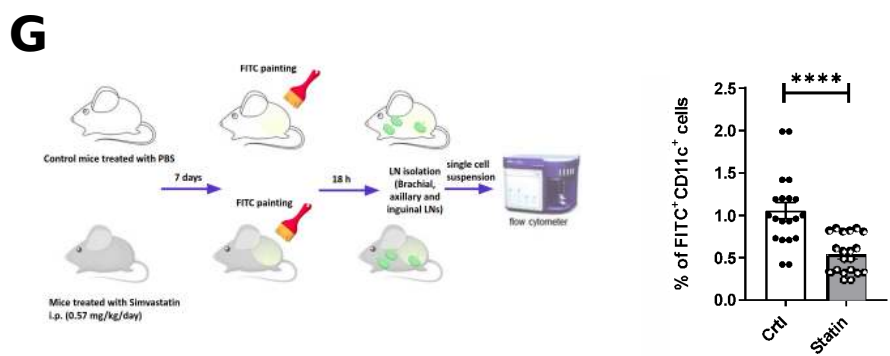 G
FITC painting
Control mice treated with PBS
7 days
18 h
LN isolation
(Brachial,
axillary and
inguinal LNs)
single cell
suspension
flow cytometer
FITC painting
Mice treated with Simvastatin
i.p. (0.57 mg/kg/day)
% of FITC⁺CD11c⁺ cells
2.5
2.0
1.5
1.0
0.5
0.0
****
Crtl
Statin